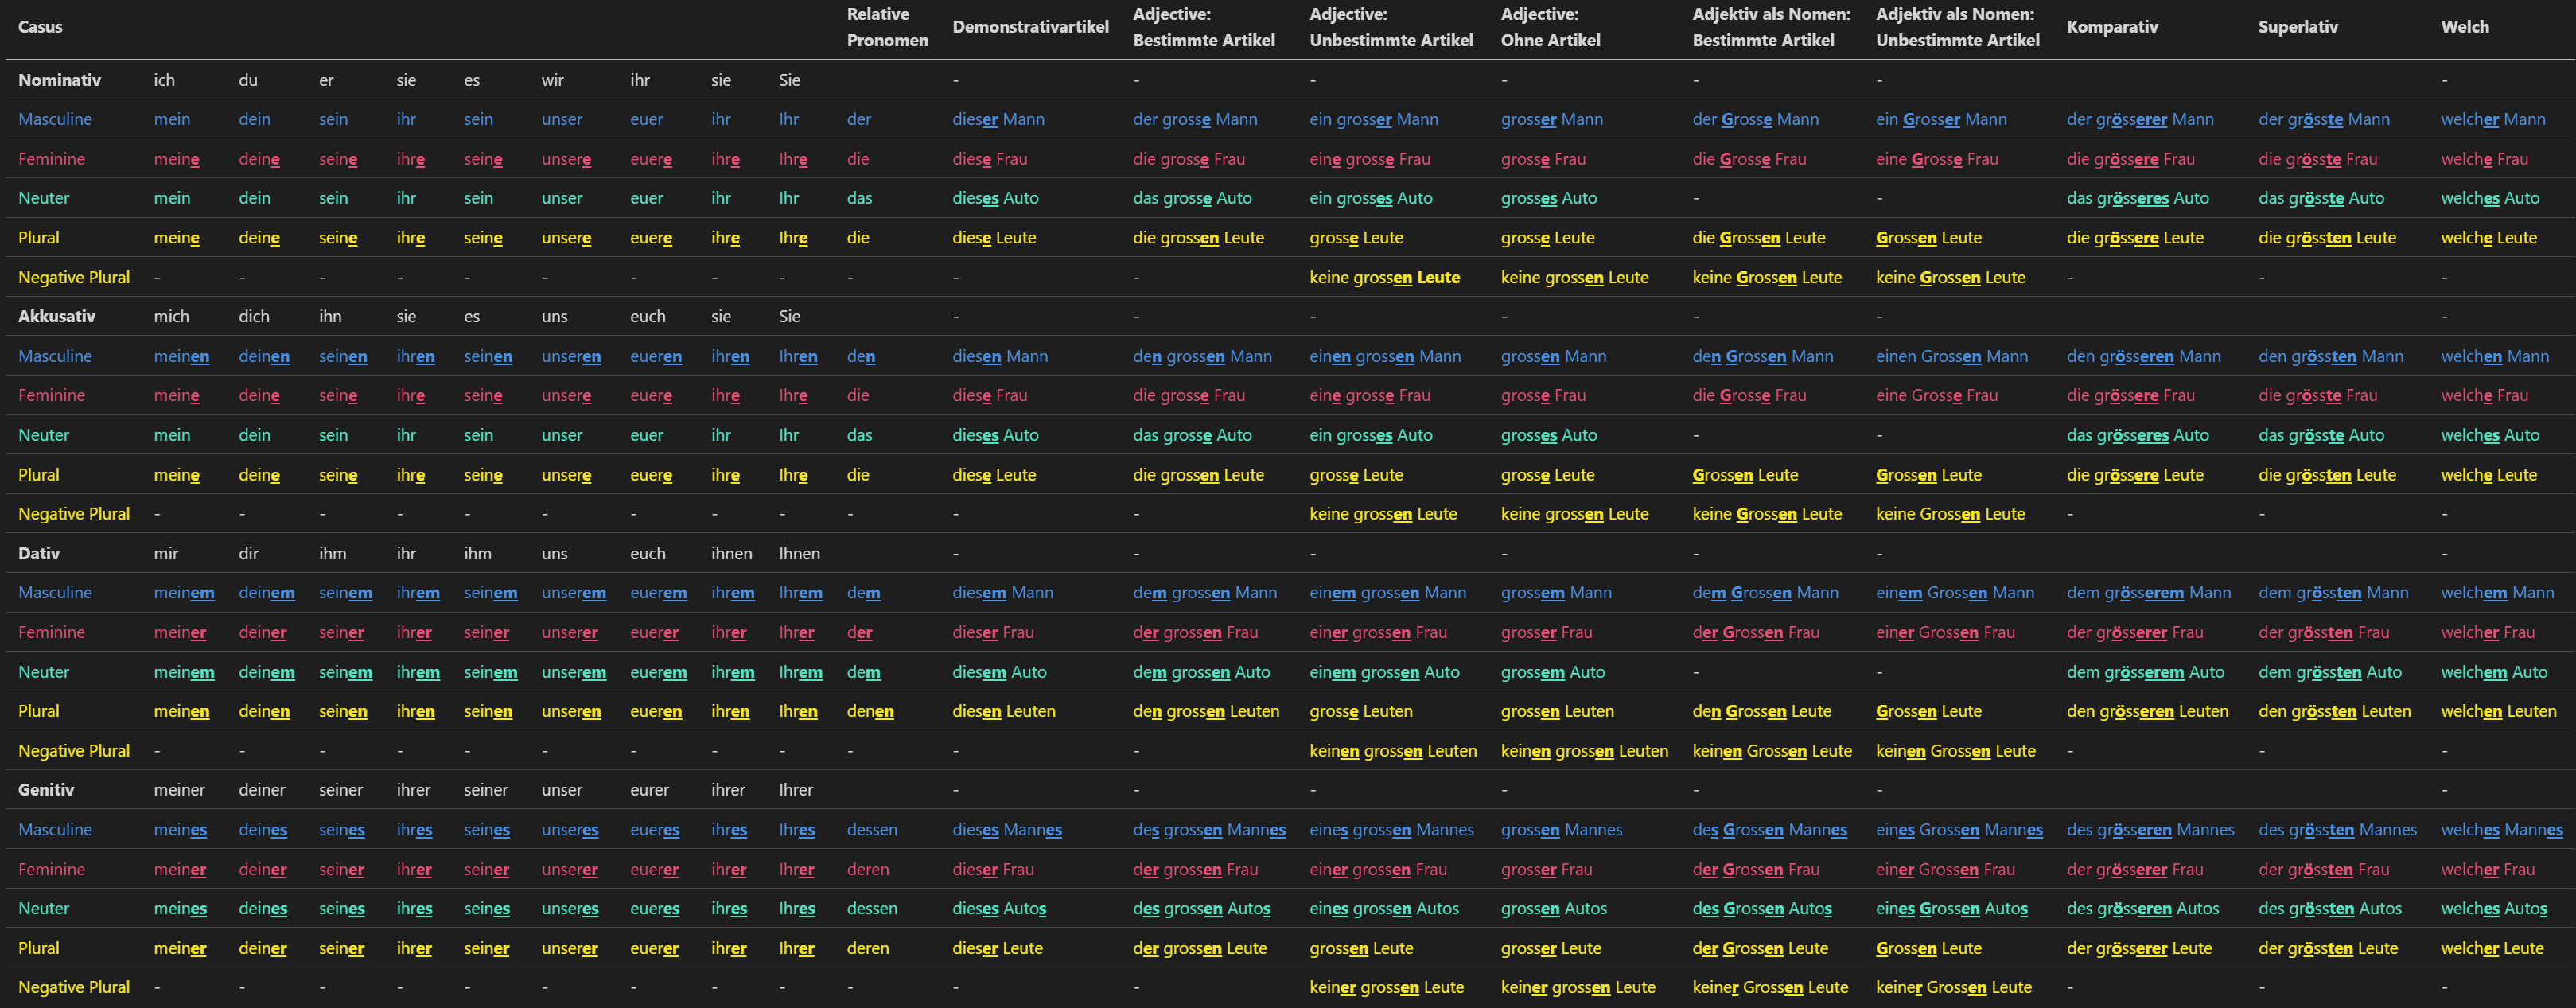 Casus Relative Pronomen Demonstrativartikel Adjective: Bestimmte Artikel Adjective: Unbestimmte Artikel Adjective: Ohne Artikel Adjektiv als Nomen: Bestimmte Artikel Adjektiv als Nomen: Unbestimmte Artikel Komparativ Superlativ Welch
Nominativ ich du er sie es wir ihr sie Sie - - - - - - -
Masculine mein dein sein ihr sein unser euer ihr Ihr der dieser Mann der grosse Mann ein grosser Mann grosser Mann der Grosse Mann ein Grosser Mann der grösserer Mann der grösste Mann welcher Mann
Feminine meine deine seine ihre seine unsere euere ihre Ihre die diese Frau die grosse Frau eine grosse Frau grosse Frau die Grosse Frau eine Grosse Frau die grössere Frau die grösste Frau welche Frau
Neuter mein dein sein ihr sein unser euer ihr Ihr das dieses Auto das grosse Auto ein grosses Auto grosses Auto - - das grösseres Auto das grösste Auto welches Auto
Plural meine deine seine ihre seine unsere euere ihre Ihre die diese Leute die grossen Leute grosse Leute grosse Leute die Grossen Leute Grossen Leute die grössere Leute die grössten Leute welche Leute
Negative Plural - - - - - - - - - - - - keine grossen Leute keine grossen Leute keine Grossen Leute keine Grossen Leute - - -
Akkusativ mich dich ihn sie es uns euch sie Sie - - - - - - -
Masculine meinen deinen seinen ihren seinen unseren eueren ihren Ihren den diesen Mann den grossen Mann einen grossen Mann grossen Mann den Grossen Mann einen Grossen Mann den grösseren Mann den grössten Mann welchen Mann
Feminine meine deine seine ihre seine unsere euere ihre Ihre die diese Frau die grosse Frau eine grosse Frau grosse Frau die Grosse Frau eine Grosse Frau die grössere Frau die grösste Frau welche Frau
Neuter mein dein sein ihr sein unser euer ihr Ihr das dieses Auto das grosse Auto ein grosses Auto grosses Auto - - das grösseres Auto das grösste Auto welches Auto
Plural meine deine seine ihre seine unsere euere ihre Ihre die diese Leute die grossen Leute grosse Leute grosse Leute Grossen Leute Grossen Leute die grössere Leute die grössten Leute welche Leute
Negative Plural - - - - - - - - - - - - keine grossen Leute keine grossen Leute keine Grossen Leute keine Grossen Leute - - -
Dativ mir dir ihm ihr ihm uns euch ihnen Ihnen - - - - - - -
Masculine meinem deinem seinem ihrem seinem unserem euerem ihrem Ihrem dem diesem Mann dem grossen Mann einem grossen Mann grossem Mann dem Grossen Mann einem Grossen Mann dem grösserem Mann dem grössten Mann welchem Mann
Feminine meiner deiner seiner ihrer seiner unserer euerer ihrer Ihrer der dieser Frau der grossen Frau einer grossen Frau grosser Frau der Grossen Frau einer Grossen Frau der grösserer Frau der grössten Frau welcher Frau
Neuter meinem deinem seinem ihrem seinem unserem euerem ihrem Ihrem dem diesem Auto dem grossen Auto einem grossen Auto grossem Auto - - dem grösserem Auto dem grössten Auto welchem Auto
Plural meinen deinen seinen ihren seinen unseren eueren ihren Ihren denen diesen Leuten den grossen Leuten grosse Leuten grossen Leuten den Grossen Leute Grossen Leute den grösseren Leuten den grössten Leuten welchen Leuten
Negative Plural - - - - - - - - - - - - keinen grossen Leuten keinen grossen Leuten keinen Grossen Leute keinen Grossen Leute - - -
Genitiv meiner deiner seiner ihrer seiner unser eurer ihrer Ihrer - - - - - - -
Masculine meines deines seines ihres seines unseres eueres ihres Ihres dessen dieses Mannes des grossen Mannes eines grossen Mannes grossen Mannes des Grossen Mannes eines Grossen Mannes des grösseren Mannes des grössten Mannes welches Mannes
Feminine meiner deiner seiner ihrer seiner unserer euerer ihrer Ihrer deren dieser Frau der grossen Frau einer grossen Frau grosser Frau der Grossen Frau einer Grossen Frau der grösserer Frau der grössten Frau welcher Frau
Neuter meines deines seines ihres seines unseres eueres ihres Ihres dessen dieses Autos des grossen Autos eines grossen Autos grossen Autos des Grossen Autos eines Grossen Autos des grösseren Autos des grössten Autos welches Autos
Plural meiner deiner seiner ihrer seiner unserer euerer ihrer Ihrer deren dieser Leute der grossen Leute grossen Leute grosser Leute der Grossen Leute Grossen Leute der grösserer Leute der grössten Leute welcher Leute
Negative Plural - - - - - - - - - - - - keiner grossen Leute keiner grossen Leute keiner Grossen Leute keiner Grossen Leute - - -